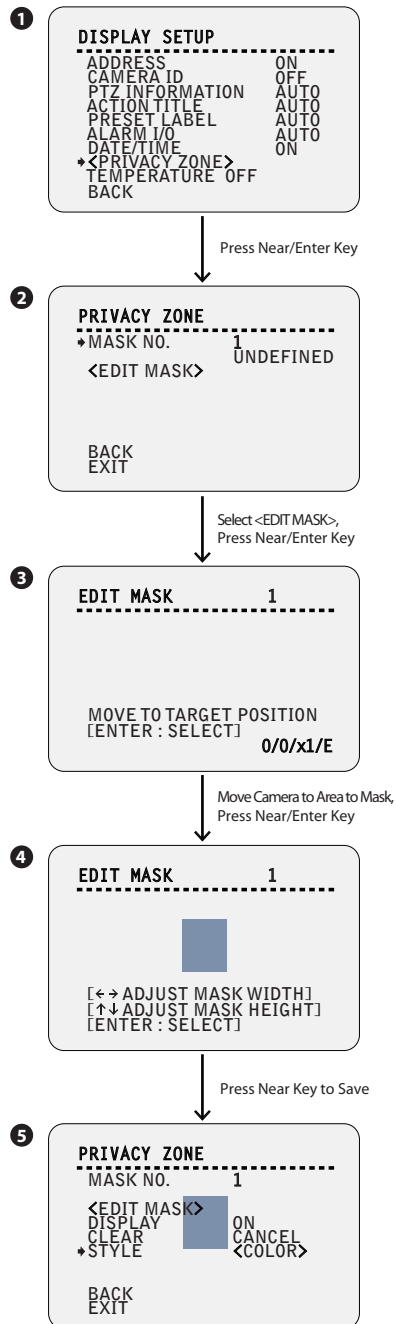 1
DISPLAY SETUP
ADDRESS ON
CAMERA ID OFF
PTZ INFORMATION AUTO
ACTION TITLE AUTO
PRESET LABEL AUTO
ALARM I/O AUTO
DATE/TIME ON
<PRIVACY ZONE>
TEMPERATURE OFF
BACK
Press Near/Enter Key
2
PRIVACY ZONE
MASK NO. 1
UNDEFINED
<EDIT MASK>
BACK
EXIT
Select <EDIT MASK>,
Press Near/Enter Key
3
EDIT MASK 1
MOVE TO TARGET POSITION
[ENTER : SELECT]
0/0/x1/E
Move Camera to Area to Mask,
Press Near/Enter Key
4
EDIT MASK 1
[←→ ADJUST MASK WIDTH]
[↑↓ ADJUST MASK HEIGHT]
[ENTER : SELECT]
Press Near Key to Save
5
PRIVACY ZONE
MASK NO. 1
<EDIT MASK>
DISPLAY ON
CLEAR CANCEL
STYLE <COLOR>
BACK
EXIT